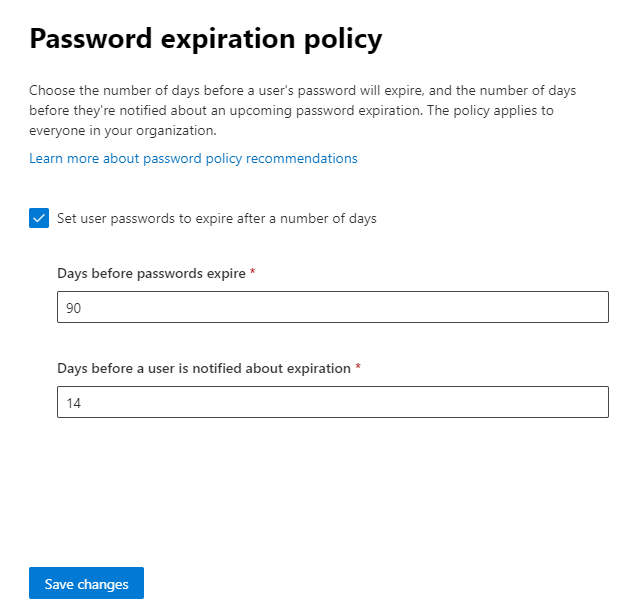 Password expiration policy
Choose the number of days before a user's password will expire, and the number of days
before they're notified about an upcoming password expiration. The policy applies to
everyone in your organization.
Learn more about password policy recommendations
Set user passwords to expire after a number of days
Days before passwords expire *
90
Days before a user is notified about expiration *
14
Save changes